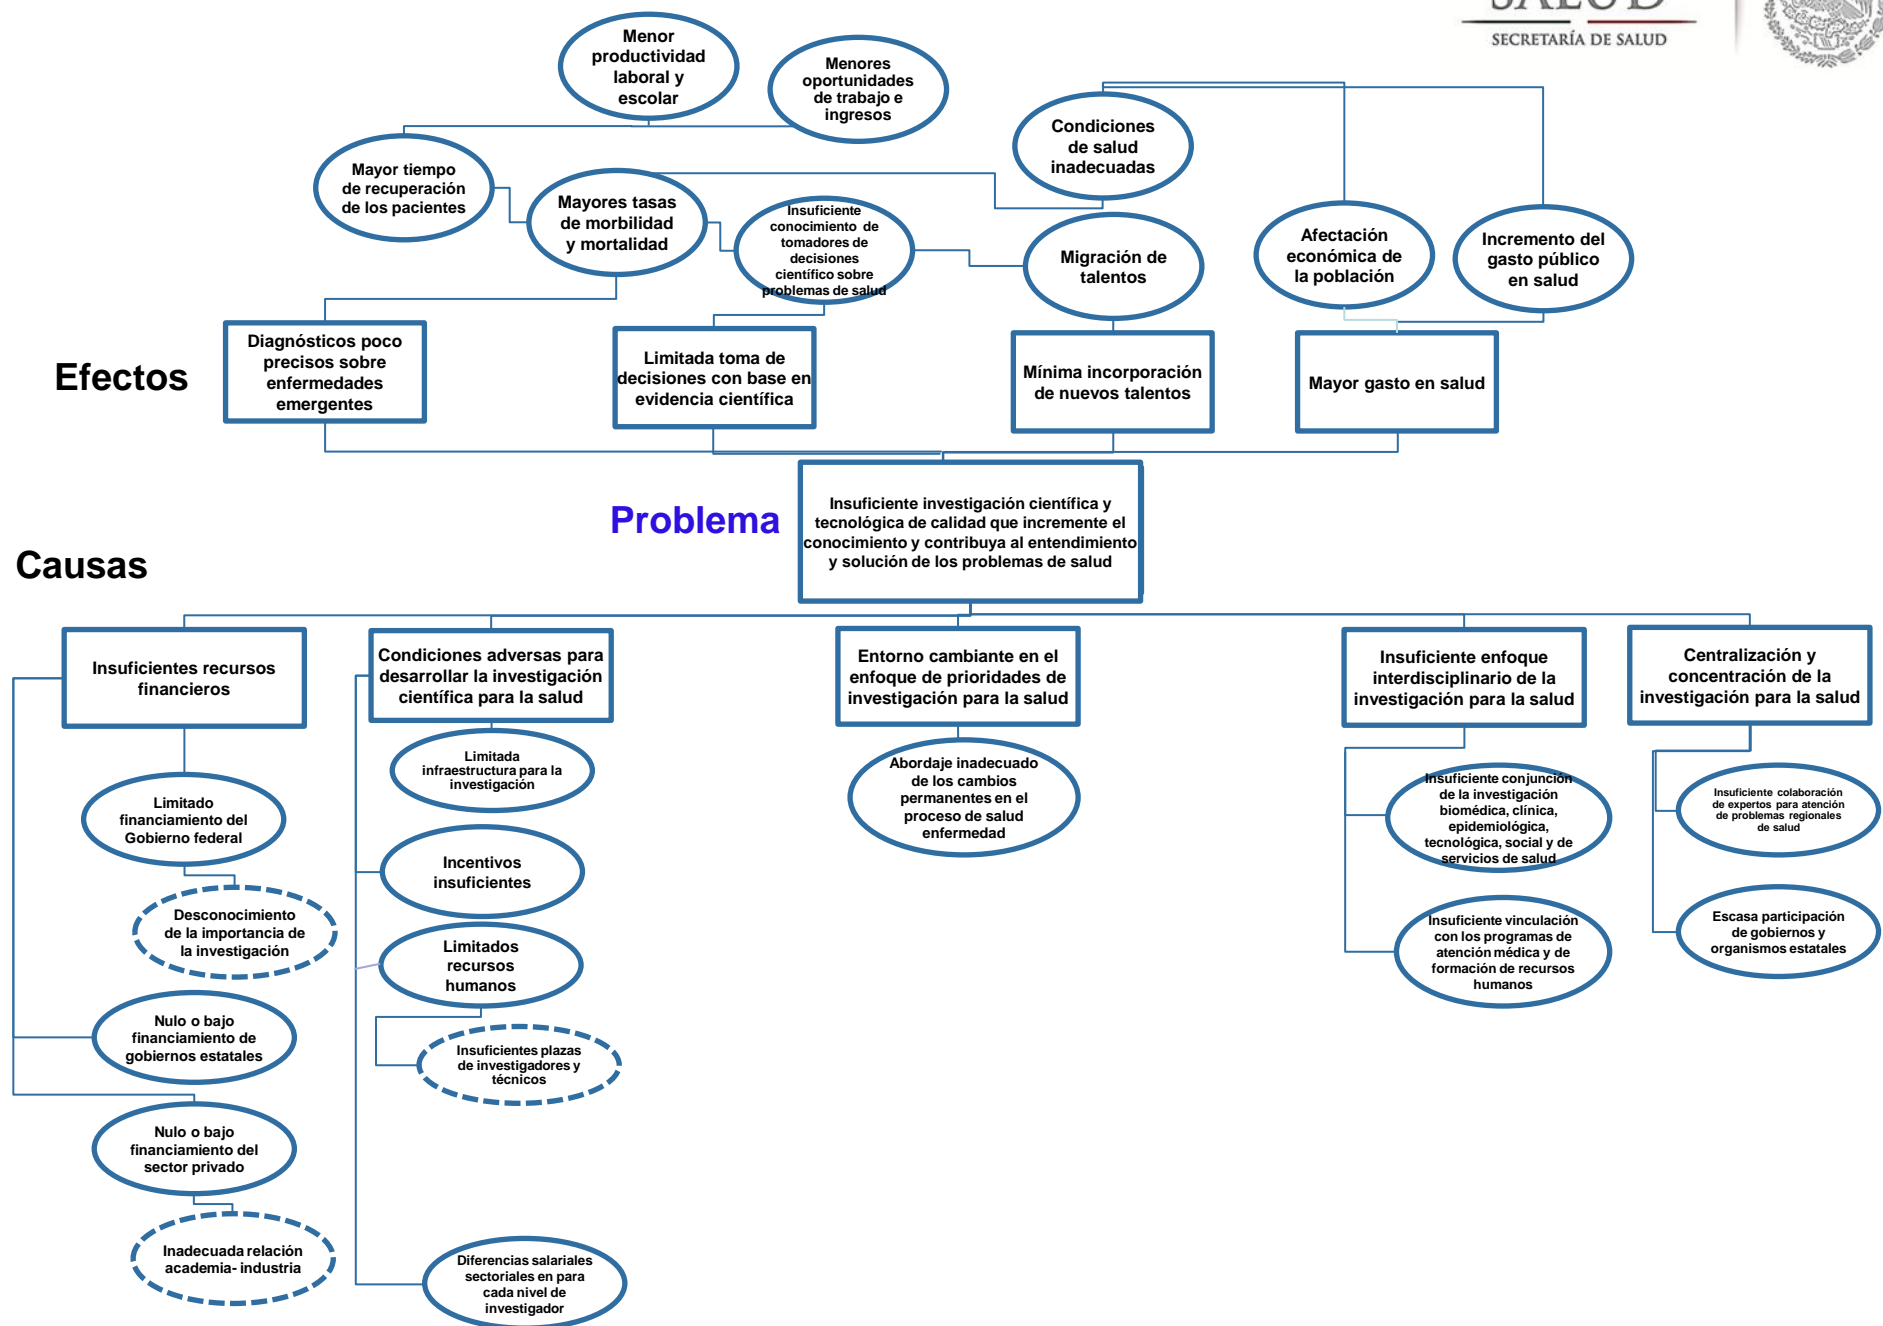 SALUD
SECRETARÍA DE SALUD
Menor
productividad
laboral y
escolar
Menores
oportunidades
de trabajo e
ingresos
Condiciones
de salud
inadecuadas
Mayor tiempo
de recuperación
de los pacientes
Mayores tasas
de morbilidad
y mortalidad
Insuficiente
conocimiento de
tomadores de
decisiones
científico sobre
problemas de salud
Migración de
talentos
Afectación
económica de
la población
Incremento del
gasto público
en salud
Efectos
Diagnósticos poco
precisos sobre
enfermedades
emergentes
Limitada toma de
decisiones con base en
evidencia científica
Mínima incorporación
de nuevos talentos
Mayor gasto en salud
Problema
Insuficiente investigación científica y
tecnológica de calidad que incremente el
conocimiento y contribuya al entendimiento
y solución de los problemas de salud
Causas
Insuficientes recursos
financieros
Condiciones adversas para
desarrollar la investigación
científica para la salud
Entorno cambiante en el
enfoque de prioridades de
investigación para la salud
Insuficiente enfoque
interdisciplinario de la
investigación para la salud
Centralización y
concentración de la
investigación para la salud
Limitado
financiamiento del
Gobierno federal
Desconocimiento
de la importancia de
la investigación
Nulo o bajo
financiamiento de
gobiernos estatales
Nulo o bajo
financiamiento del
sector privado
Inadecuada relación
academia- industria
Limitada
infraestructura para la
investigación
Incentivos
insuficientes
Limitados
recursos
humanos
Insuficientes plazas
de investigadores y
técnicos
Diferencias salariales
sectoriales en para
cada nivel de
investigador
Abordaje inadecuado
de los cambios
permanentes en el
proceso de salud
enfermedad
Insuficiente conjunción
de la investigación
biomédica, clínica,
epidemiológica,
tecnológica, social y de
servicios de salud
Insuficiente vinculación
con los programas de
atención médica y de
formación de recursos
humanos
Insuficiente colaboración
de expertos para atención
de problemas regionales
de salud
Escasa participación
de gobiernos y
organismos estatales